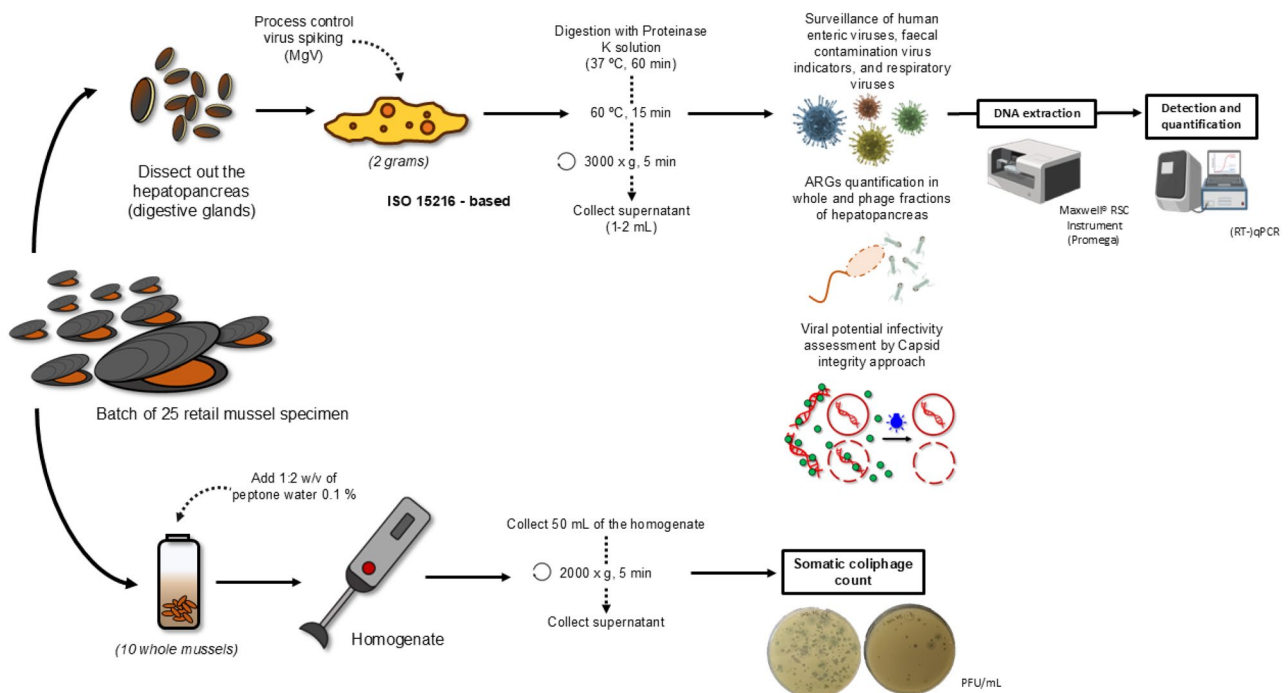 Process control
virus spiking
(MgV)
Dissect out the
hepatopancreas
(digestive glands)
(2 grams)
ISO 15216 - based
Digestion with Proteinase
K solution
(37 ºC, 60 min)
60 ºC, 15 min
3000 x g, 5 min
Collect supernatant
(1-2 mL)
Surveillance of human
enteric viruses, faecal
contamination virus
indicators, and respiratory
viruses
ARGs quantification in
whole and phage fractions
of hepatopancreas
Viral potential infectivity
assessment by Capsid
integrity approach
DNA extraction
Maxwell® RSC
Instrument
(Promega)
Detection and
quantification
(RT-)qPCR
Batch of 25 retail mussel specimen
Add 1:2 w/v of
peptone water 0.1 %
(10 whole mussels)
Homogenate
Collect 50 mL of the homogenate
2000 x g, 5 min
Collect supernatant
Somatic coliphage
count
PFU/mL